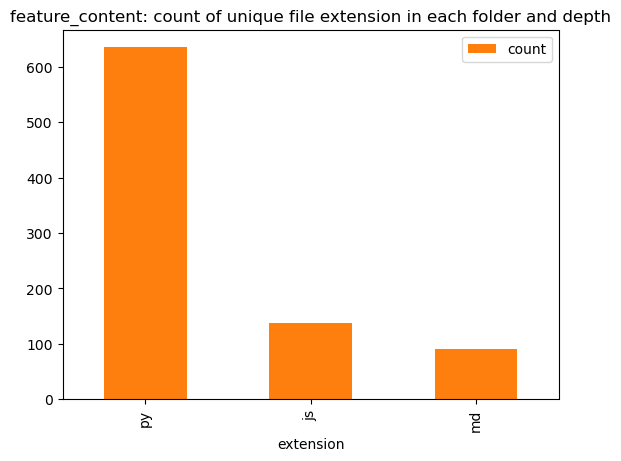 feature_content: count of unique file extension in each folder and depth
count
600
500
400
300
200
100
0
py
js
md
extension